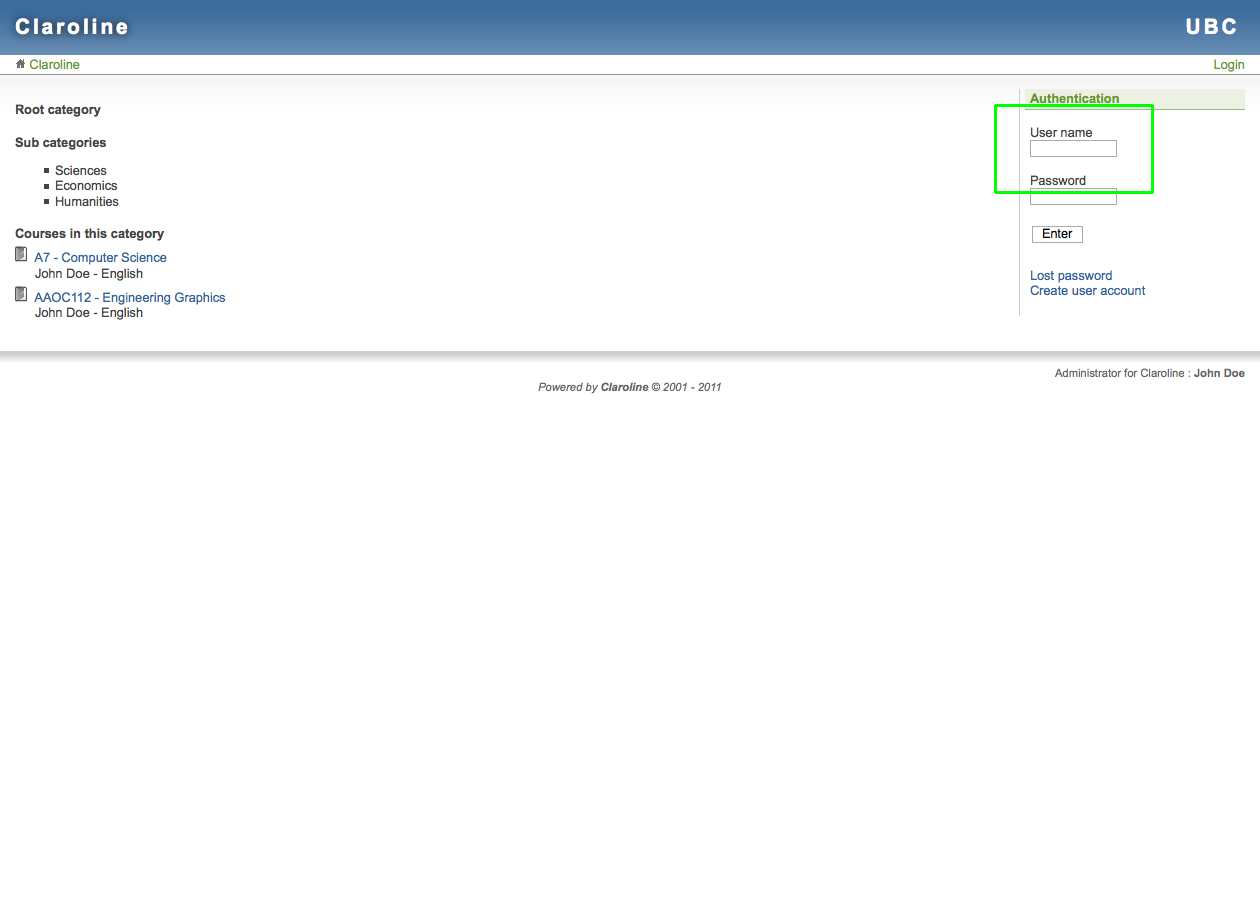 Claroline
UBC
Claroline
Login
Root category
Sub categories
Sciences
Economics
Humanities
Courses in this category
A7 - Computer Science
John Doe - English
AAOC112 - Engineering Graphics
John Doe - English
Authentication
User name
Password
Enter
Lost password
Create user account
Administrator for Claroline : John Doe
Powered by Claroline © 2001 - 2011